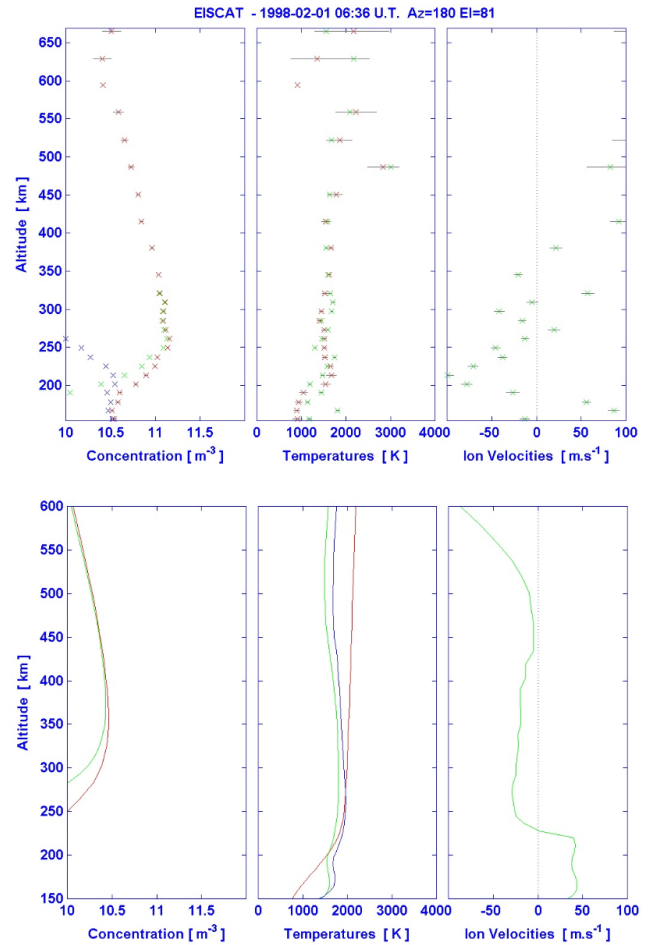 EISCAT - 1998-02-01 06:36 U.T. Az=180 El=81
650
600
550
500
450
400
350
300
250
200
Altitude [ km ]
10 10.5 11 11.5 12
0 1000 2000 3000 4000
-50 0 50 100
Concentration [ m-3 ]
Temperatures [ K ]
Ion Velocities [ m.s-1 ]
600
550
500
450
400
350
300
250
200
150
Altitude [ km ]
10 10.5 11 11.5 12
0 1000 2000 3000 4000
-50 0 50 100
Concentration [ m-3 ]
Temperatures [ K ]
Ion Velocities [ m.s-1 ]